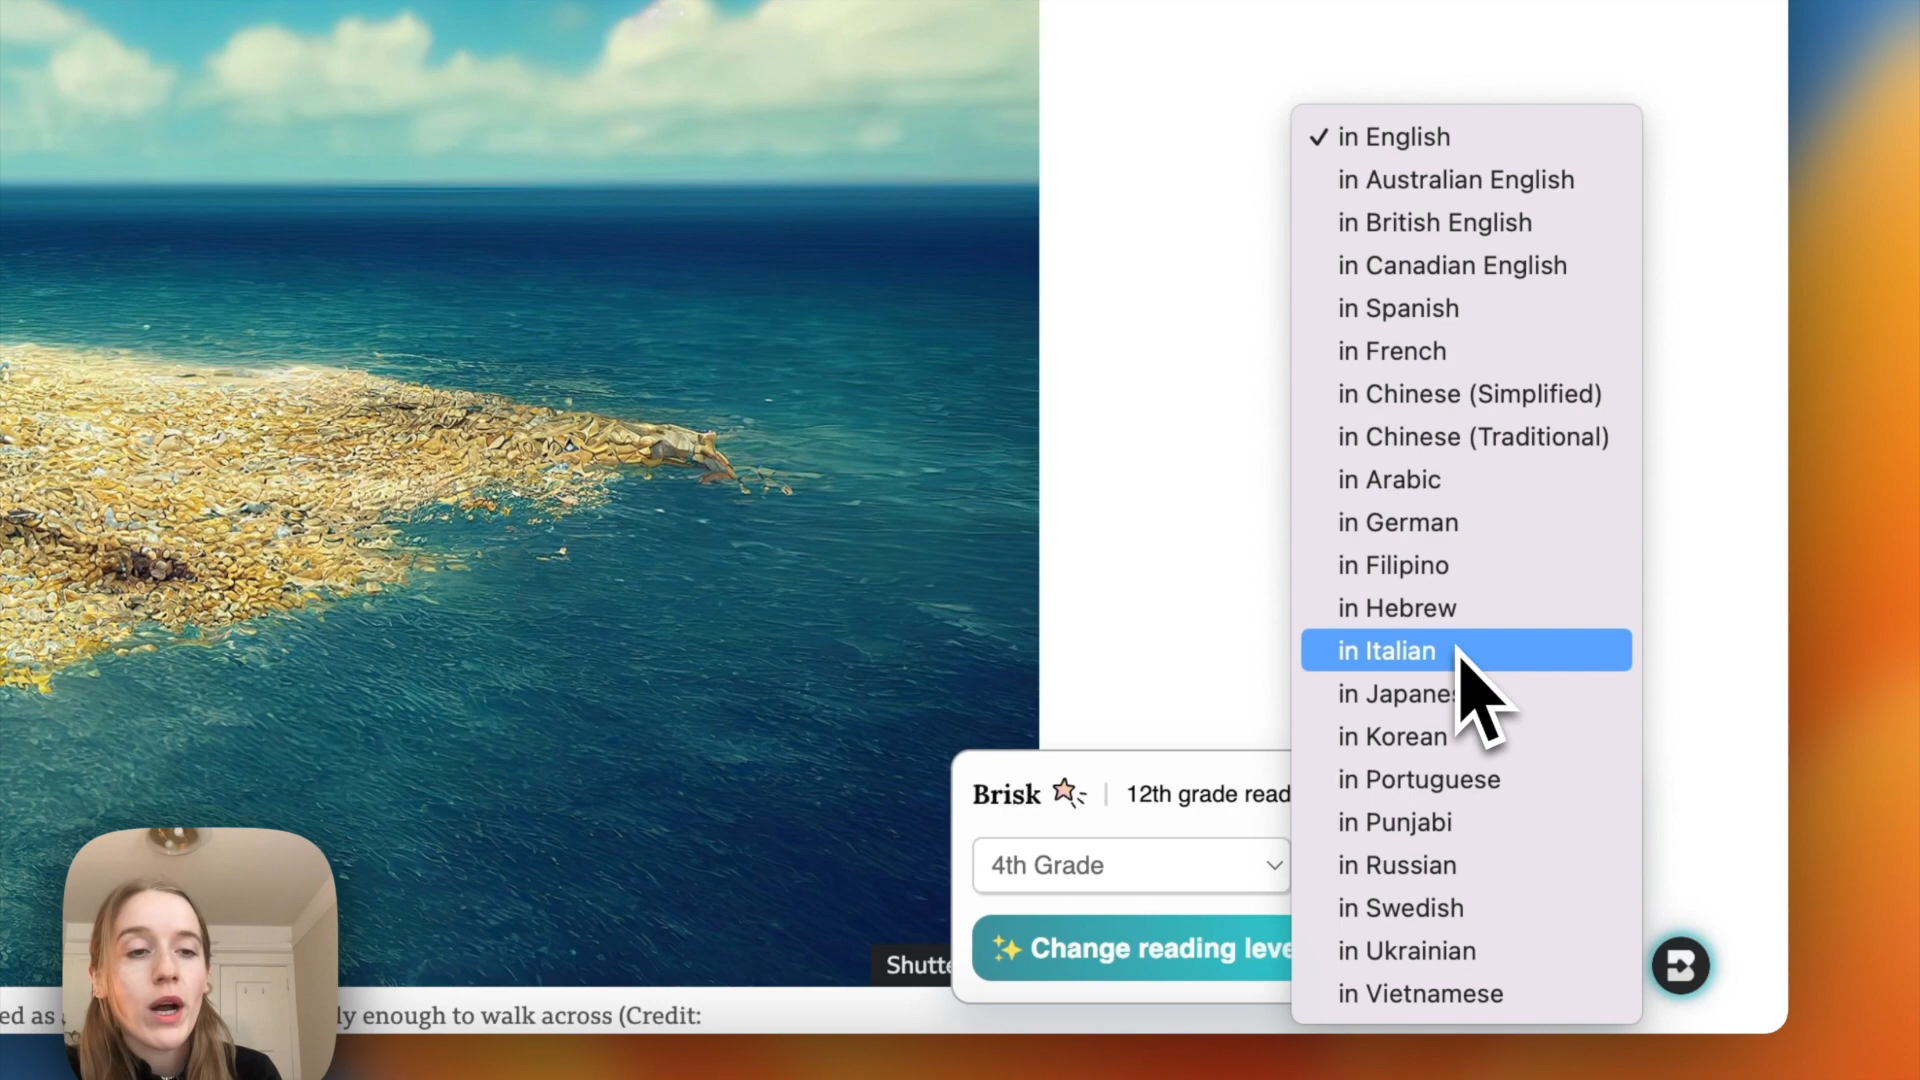 in English
in Australian English
in British English
in Canadian English
in Spanish
in French
in Chinese (Simplified)
in Chinese (Traditional)
in Arabic
in German
in Filipino
in Hebrew
in Italian
in Japanes
in Korean
in Portuguese
in Punjabi
in Russian
in Swedish
in Ukrainian
in Vietnamese
Brisk | 12th grade read
4th Grade
Change reading leve
Shutte
ed as ly enough to walk across (Credit: